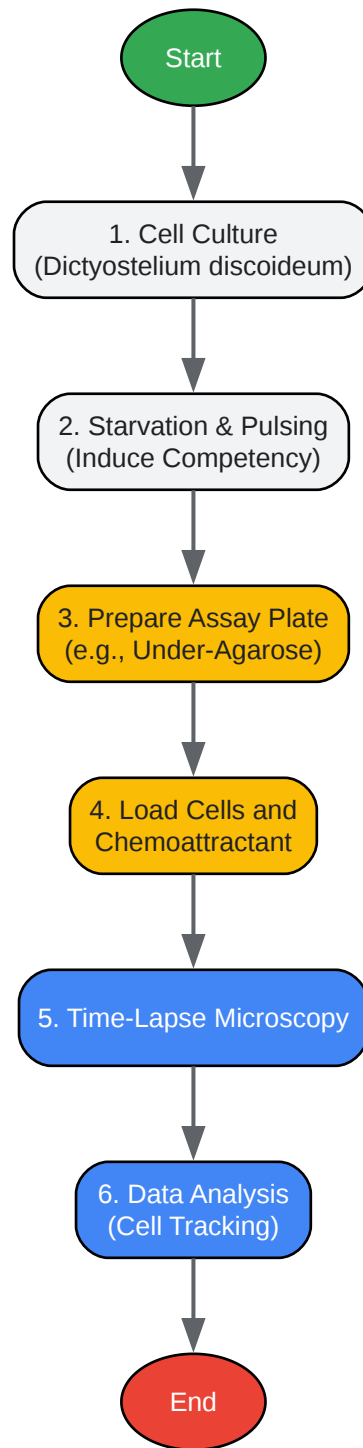 Start
1. Cell Culture
(Dictyostelium discoideum)
2. Starvation & Pulsing
(Induce Competency)
3. Prepare Assay Plate
(e.g., Under-Agarose)
4. Load Cells and
Chemoattractant
5. Time-Lapse Microscopy
6. Data Analysis
(Cell Tracking)
End